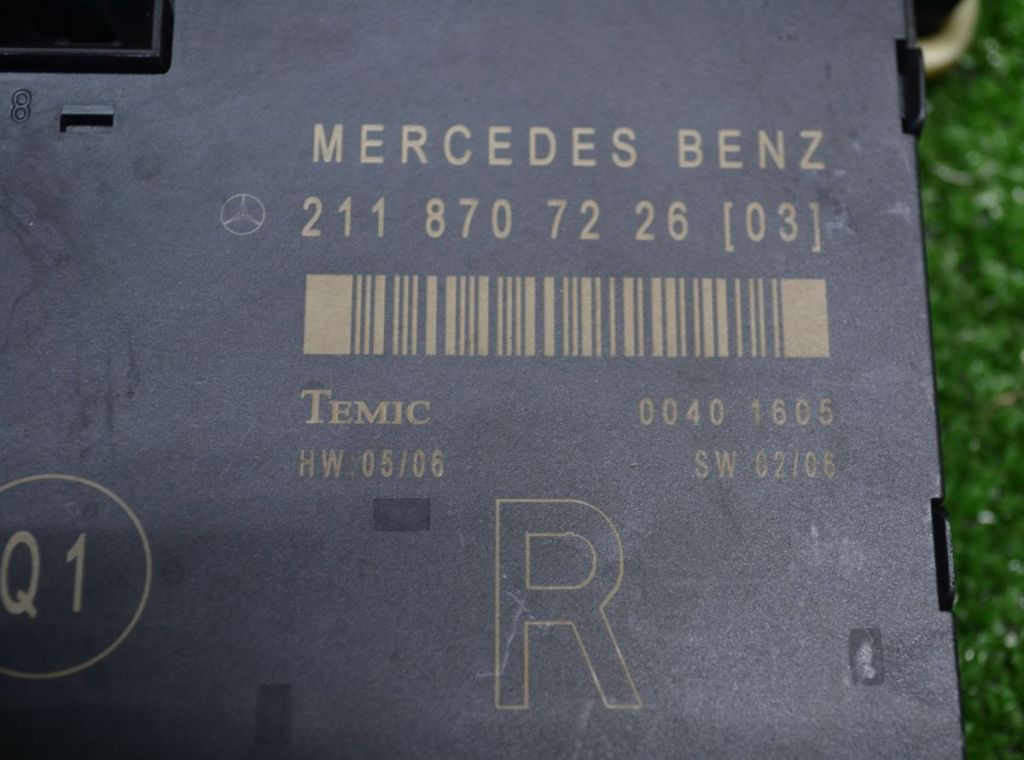 8
MERCEDES BENZ
211 870 72 26 [03]
TEMIC 0040 1605
HW:05/06 SW 02/06
Q1
R